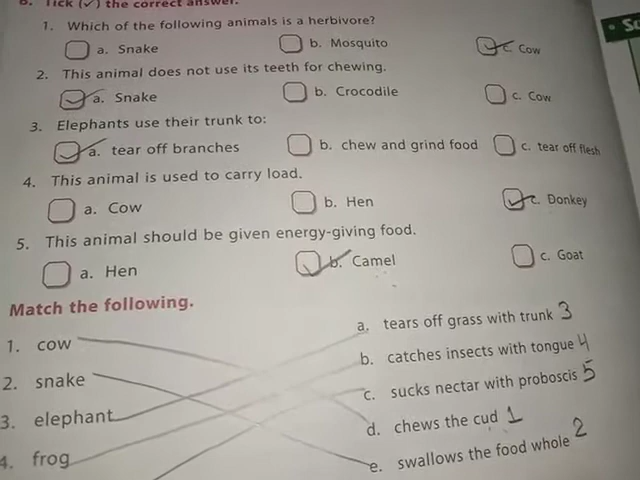 B. Tick (✓) the correct answer.
1. Which of the following animals is a herbivore?
a. Snake b. Mosquito c. Cow
2. This animal does not use its teeth for chewing.
a. Snake b. Crocodile c. Cow
3. Elephants use their trunk to:
a. tear off branches b. chew and grind food c. tear off flesh
4. This animal is used to carry load.
a. Cow b. Hen c. Donkey
5. This animal should be given energy-giving food.
a. Hen b. Camel c. Goat
Match the following.
1. cow a. tears off grass with trunk 3
2. snake b. catches insects with tongue 4
3. elephant c. sucks nectar with proboscis 5
4. frog d. chews the cud 1
e. swallows the food whole 2